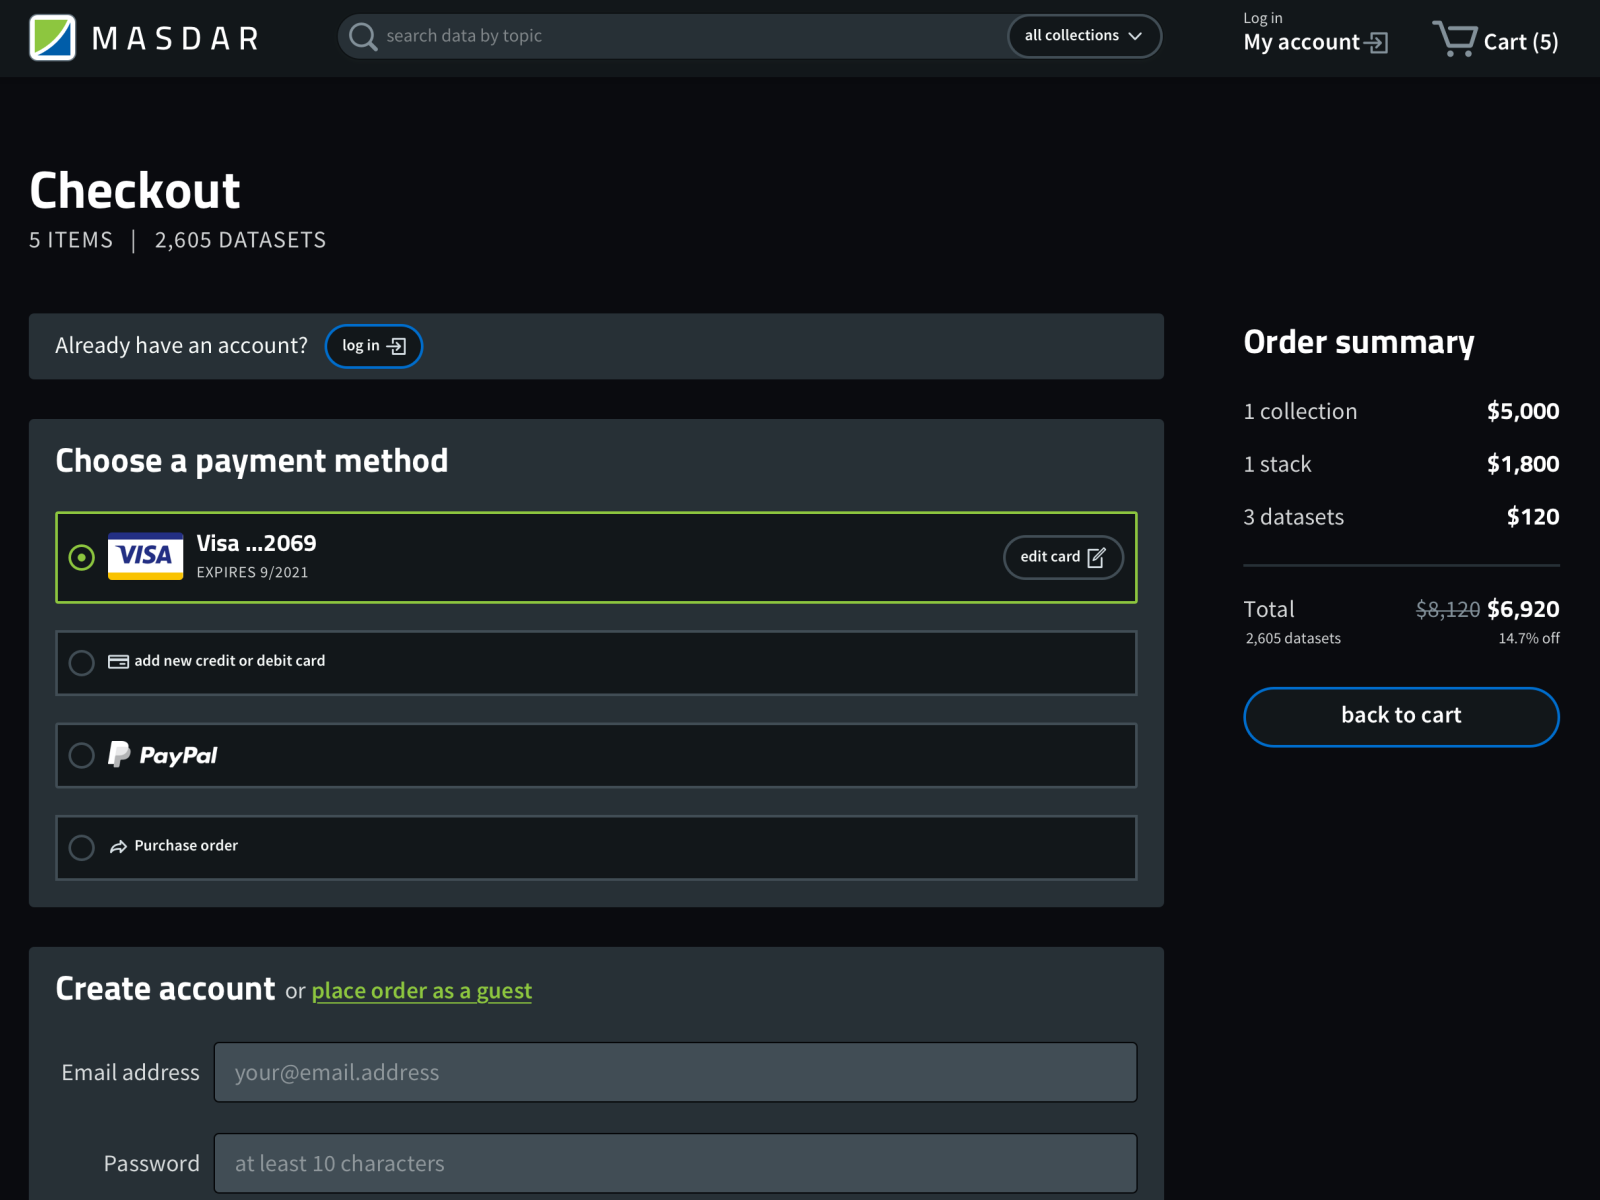 MASDAR
search data by topic
all collections
Log in
My account
Cart (5)
Checkout
5 ITEMS | 2,605 DATASETS
Already have an account?
log in
Choose a payment method
VISA
Visa ...2069
EXPIRES 9/2021
edit card
add new credit or debit card
PayPal
Purchase order
Create account or place order as a guest
Email address
your@email.address
Password
at least 10 characters
Order summary
1 collection $5,000
1 stack $1,800
3 datasets $120
Total $8,120 $6,920
2,605 datasets 14.7% off
back to cart